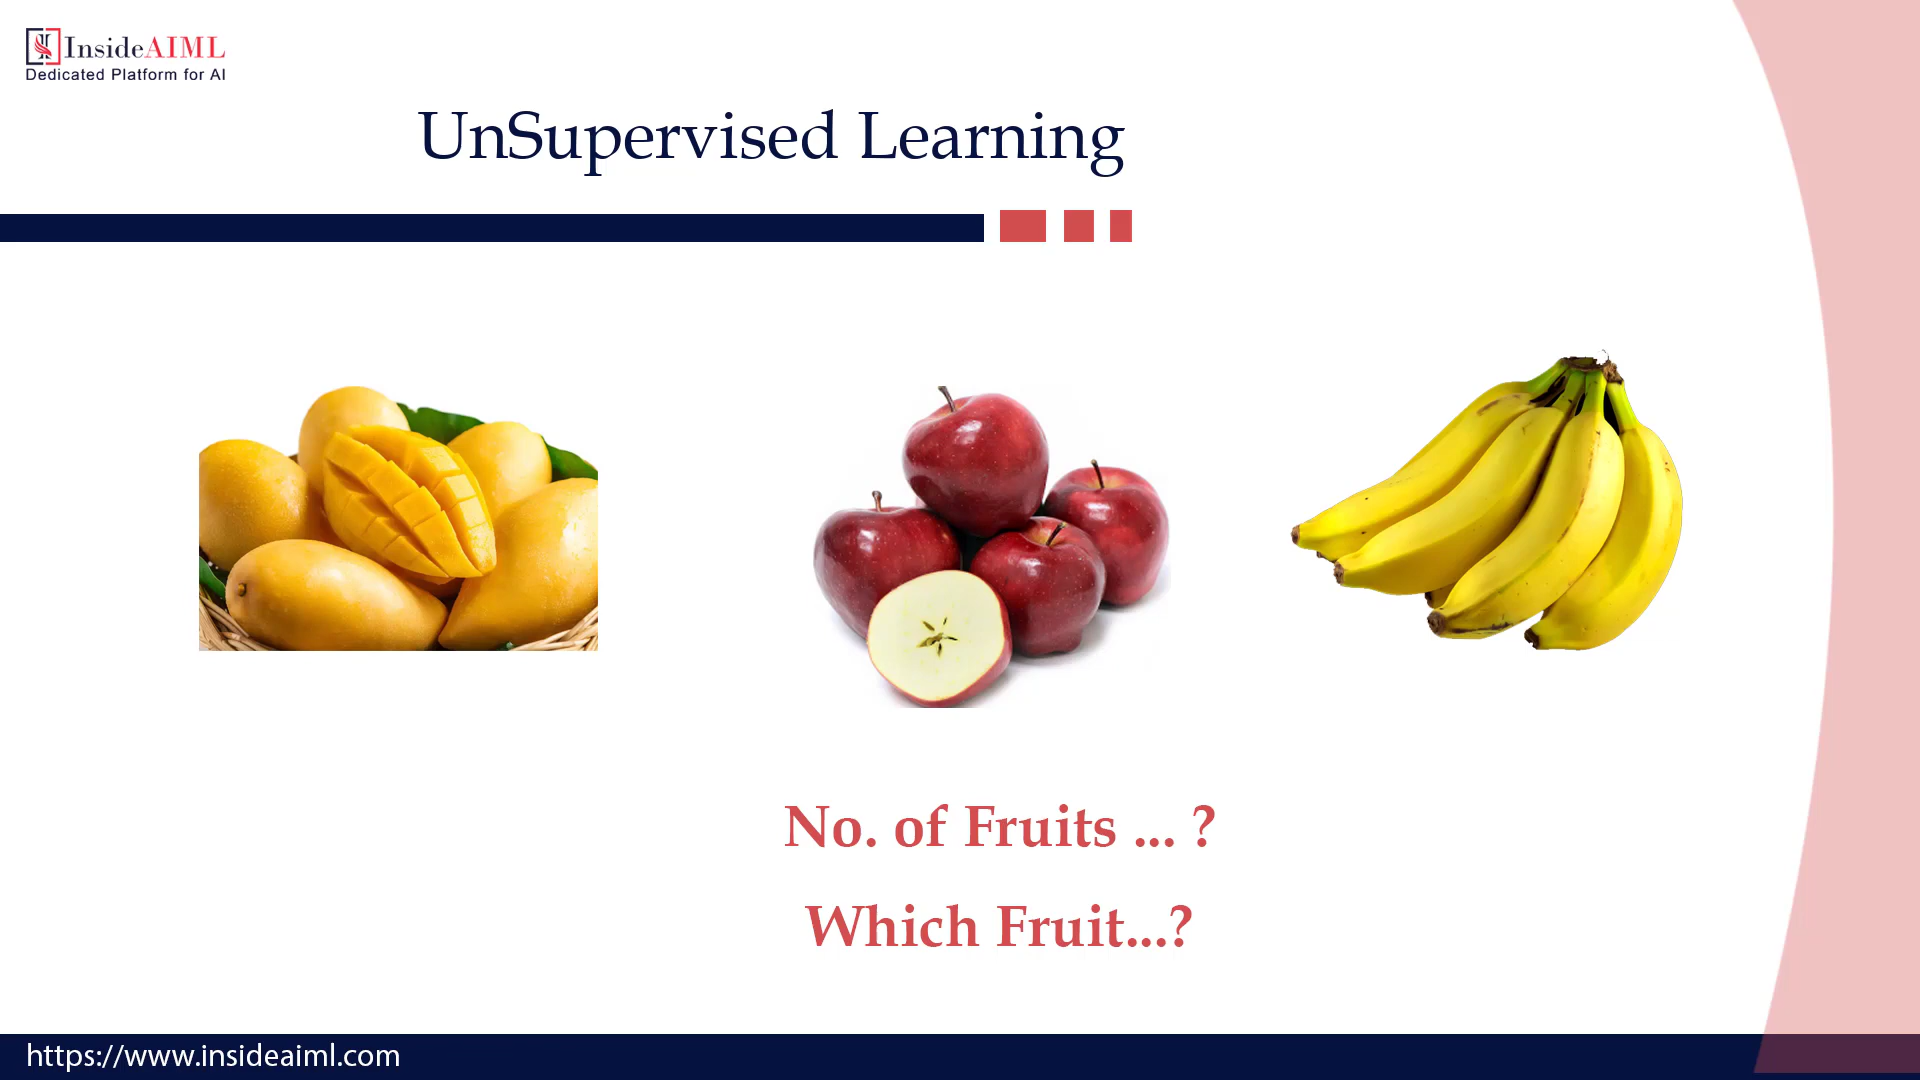 InsideAIML
Dedicated Platform for AI
UnSupervised Learning
No. of Fruits ... ?
Which Fruit...?
https://www.insideaiml.com